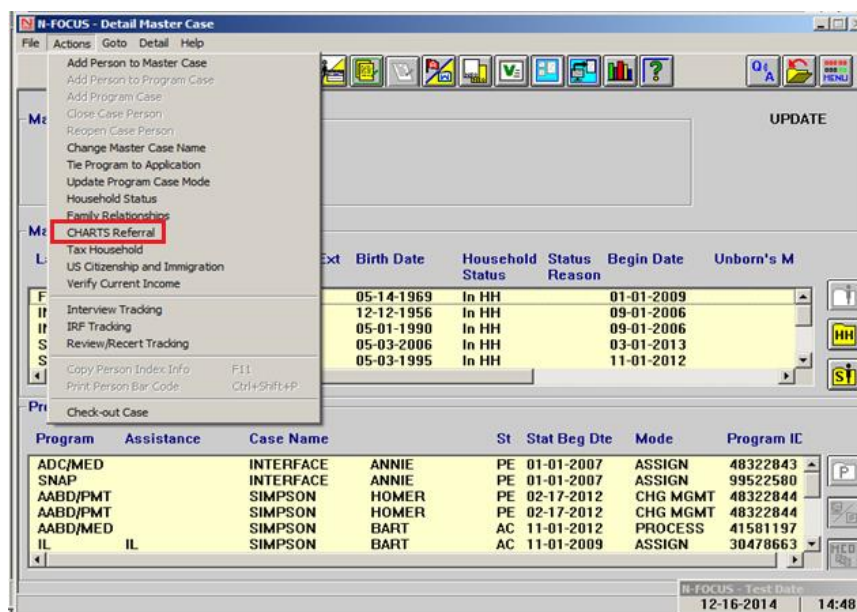 N-FOCUS - Detail Master Case
File Actions Goto Detail Help
Add Person to Master Case
Add Person to Program Case
Add Program Case
Close Case Person
Reopen Case Person
Change Master Case Name
Tie Program to Application
Update Program Case Mode
Household Status
Family Relationships
CHARTS Referral
Tax Household
US Citizenship and Immigration
Verify Current Income
Interview Tracking
IRF Tracking
Review/Recert Tracking
Copy Person Index Info F11
Print Person Bar Code Ctrl+Shift+P
Check-out Case
Q A MENU
UPDATE
Ext Birth Date Household Status Status Reason Begin Date Unborn's M
05-14-1969 In HH 01-01-2009
12-12-1956 In HH 09-01-2006
05-01-1990 In HH 09-01-2006
05-03-2006 In HH 03-01-2013
05-03-1995 In HH 11-01-2012
HH
Program Assistance Case Name St Stat Beg Dte Mode Program ID
ADC/MED INTERFACE ANNIE PE 01-01-2007 ASSIGN 48322843
SNAP INTERFACE ANNIE PE 01-01-2007 ASSIGN 99522580
AABD/PMT SIMPSON HOMER PE 02-17-2012 CHG MGMT 48322844
AABD/PMT SIMPSON HOMER PE 02-17-2012 CHG MGMT 48322844
AABD/MED SIMPSON BART AC 11-01-2012 PROCESS 41581197
IL IL SIMPSON BART AC 11-01-2009 ASSIGN 30478663
N-FOCUS - Test Date
12-16-2014 14:48